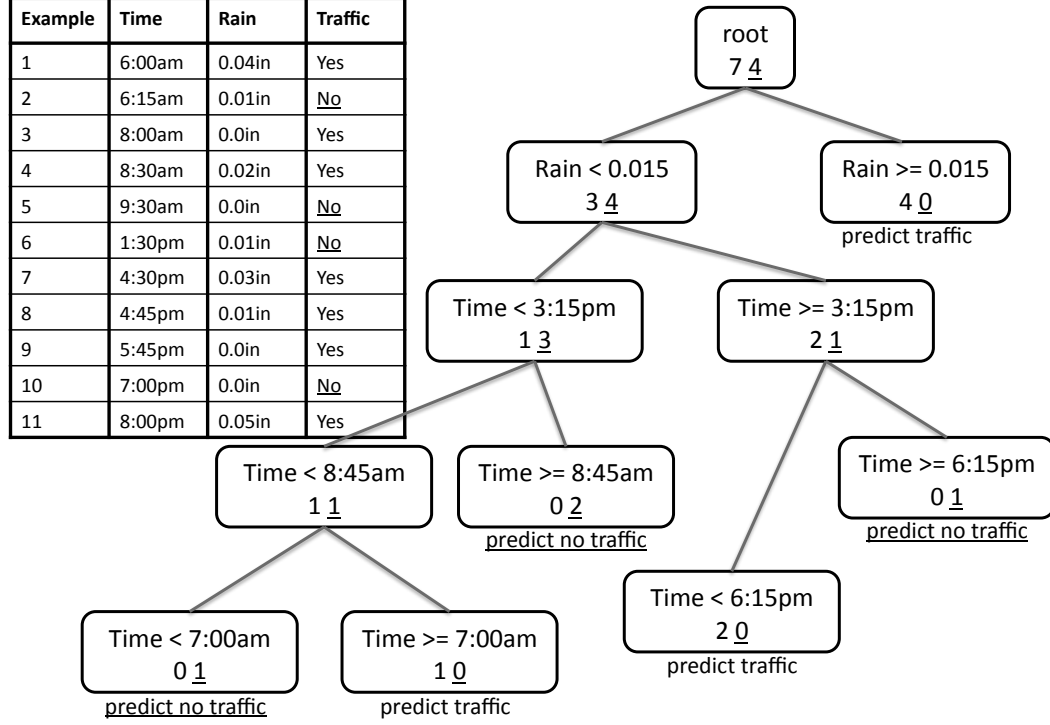 Example Time Rain Traffic
1 6:00am 0.04in Yes
2 6:15am 0.01in No
3 8:00am 0.0in Yes
4 8:30am 0.02in Yes
5 9:30am 0.0in No
6 1:30pm 0.01in No
7 4:30pm 0.03in Yes
8 4:45pm 0.01in Yes
9 5:45pm 0.0in Yes
10 7:00pm 0.0in No
11 8:00pm 0.05in Yes
root
7 4
Rain < 0.015
3 4
Rain >= 0.015
4 0
predict traffic
Time < 3:15pm
1 3
Time >= 3:15pm
2 1
Time < 8:45am
1 1
Time >= 8:45am
0 2
predict no traffic
Time >= 6:15pm
0 1
predict no traffic
Time < 6:15pm
2 0
predict traffic
Time < 7:00am
0 1
predict no traffic
Time >= 7:00am
1 0
predict traffic